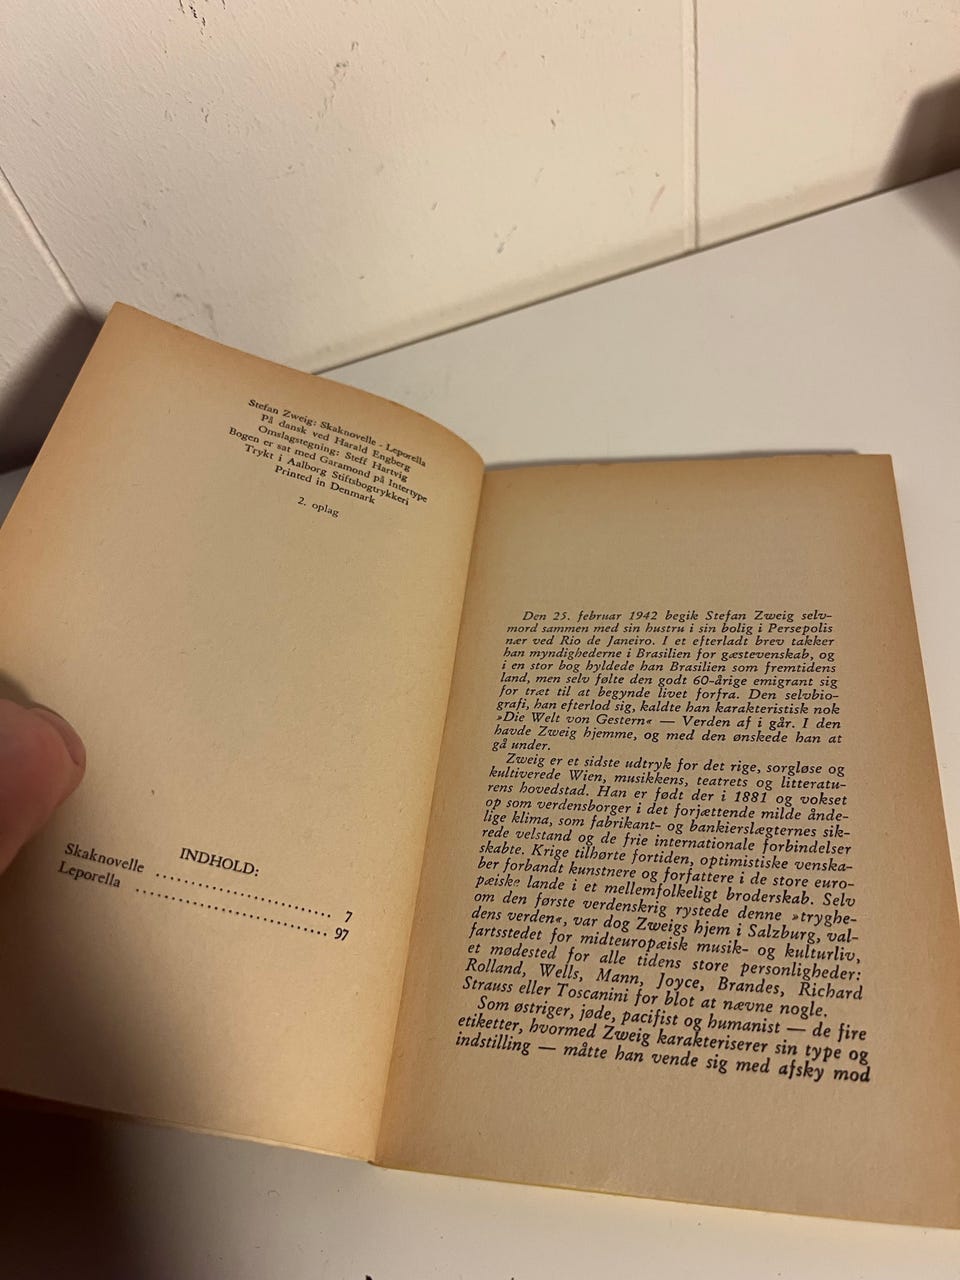 Stefan Zweig: Skaknovelle - Leporella
På dansk ved Harald Engberg
Omslagstegning: Steff Hartvig
Bogen er sat med Garamond på Intertype
Trykt i Aalborg Stiftsbogtrykkeri
Printed in Denmark
2. oplag
INDHOLD:
Skaknovelle .................... 7
Leporella .................... 97
Den 25. februar 1942 begik Stefan Zweig selv-
mord sammen med sin hustru i sin bolig i Persepolis
nær ved Rio de Janeiro. I et efterladt brev takker
han myndighederne i Brasilien for gæstevenskab, og
i en stor bog hyldede han Brasilien som fremtidens
land, men selv følte den godt 60-årige emigrant sig
for træt til at begynde livet forfra. Den selvbio-
grafi, han efterlod sig, kaldte han karakteristisk nok
»Die Welt von Gestern« — Verden af i går. I den
havde Zweig hjemme, og med den ønskede han at
gå under.
Zweig er et sidste udtryk for det rige, sorgløse og
kultiverede Wien, musikkens, teatrets og litteratu-
rens hovedstad. Han er født der i 1881 og vokset
op som verdensborger i det forjættende milde ånde-
lige klima, som fabrikant- og bankierslægternes sik-
rede velstand og de frie internationale forbindelser
skabte. Krige tilhørte fortiden, optimistiske venska-
ber forbandt kunstnere og forfattere i de store euro-
pæiske lande i et mellemfolkeligt broderskab. Selv
om den første verdenskrig rystede denne »tryghe-
dens verden«, var dog Zweigs hjem i Salzburg, val-
fartsstedet for midteuropæisk musik- og kulturliv,
et mødested for alle tidens store personligheder:
Rolland, Wells, Mann, Joyce, Brandes, Richard
Strauss eller Toscanini for blot at nævne nogle.
Som østriger, jøde, pacifist og humanist — de fire
etiketter, hvormed Zweig karakteriserer sin type og
indstilling — måtte han vende sig med afsky mod